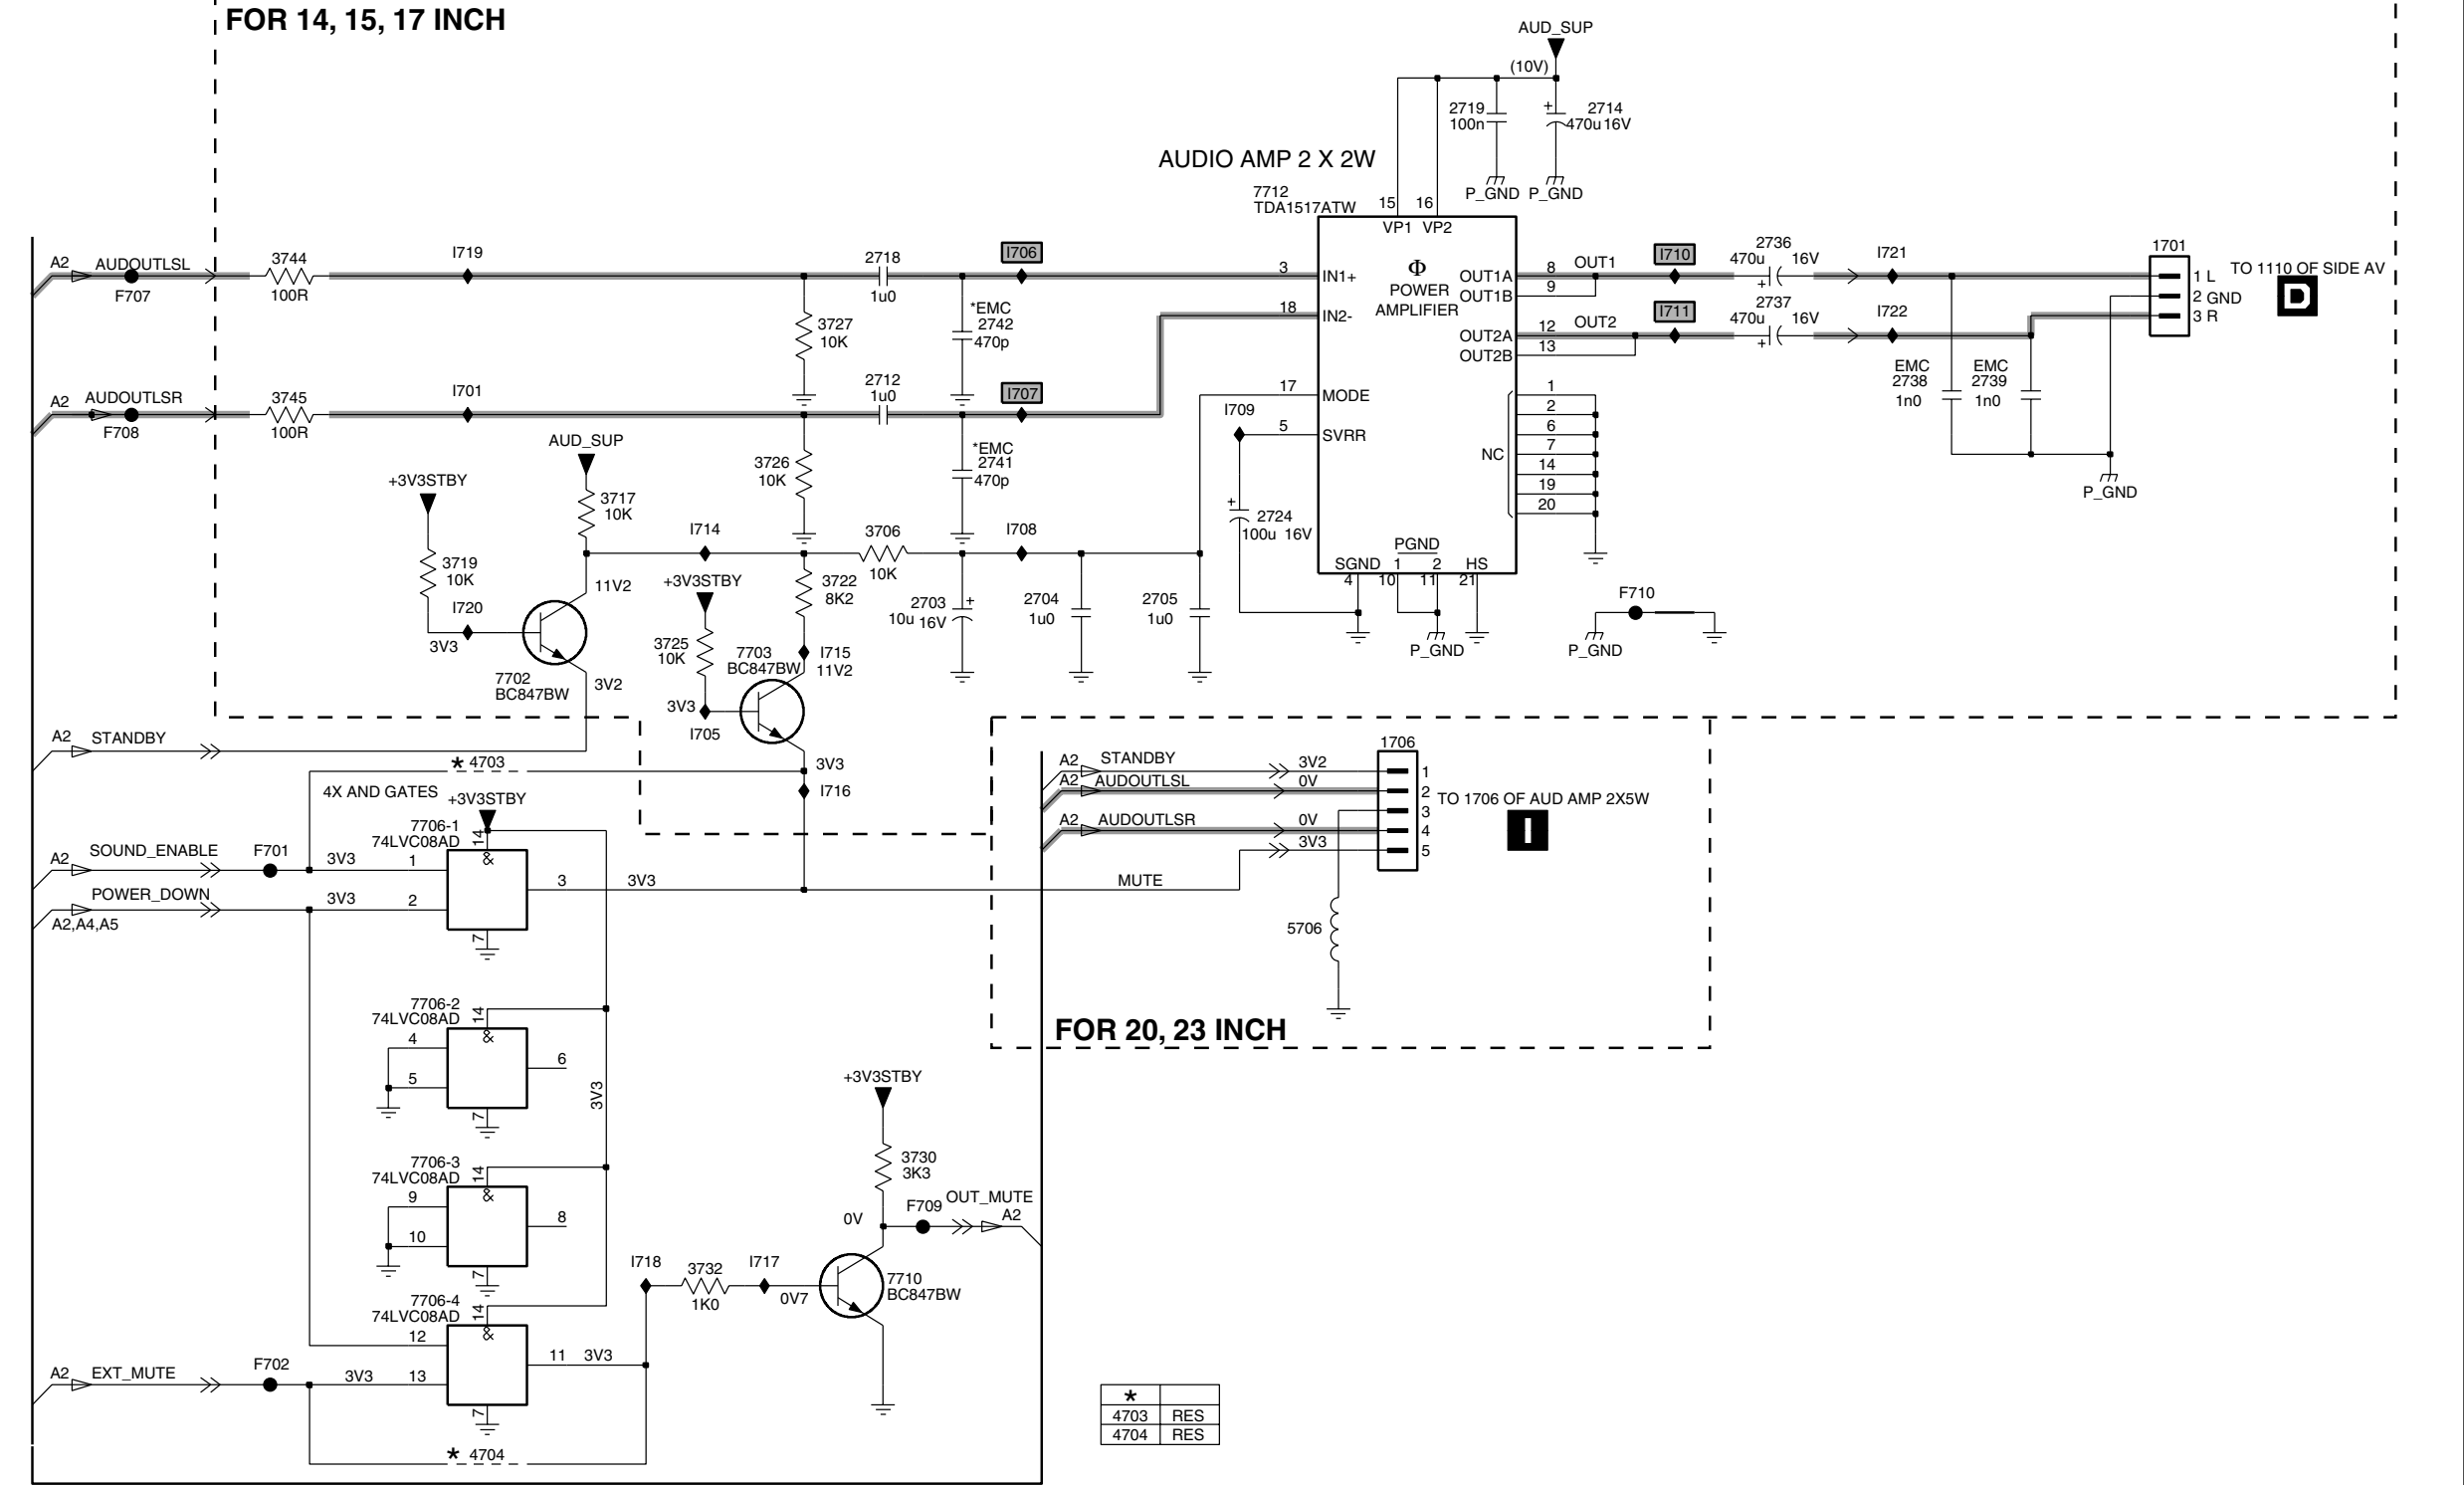 FOR 14, 15, 17 INCH
AUD_SUP
(10V)
2719
100n
+
2714
470u 16V
P_GND
P_GND
AUDIO AMP 2 X 2W
7712
TDA1517ATW
15
16
VP1
VP2
A2
AUDOUTLSL
F707
3744
100R
I719
2718
1u0
I706
3
IN1+
Φ
POWER
AMPLIFIER
18
IN2-
OUT1A
8
OUT1
OUT1B
9
I710
2736
470u
16V
+
I721
1701
1 L
2 GND
3 R
TO 1110 OF SIDE AV
D
OUT2A
12
OUT2
OUT2B
13
I711
2737
470u
16V
+
I722
3727
10K
*EMC
2742
470p
A2
AUDOUTLSR
F708
3745
100R
I701
2712
1u0
I707
17
MODE
I709
5
SVRR
NC
1
2
6
7
14
19
20
EMC
2738
1n0
EMC
2739
1n0
P_GND
AUD_SUP
+3V3STBY
3717
10K
3726
10K
*EMC
2741
470p
+
2724
100u 16V
3719
10K
I720
3V3
11V2
I714
+3V3STBY
3722
8K2
3706
10K
I708
PGND
SGND
1
2
HS
4
10
11
21
P_GND
F710
P_GND
2703
+
10u 16V
2704
1u0
2705
1u0
7702
BC847BW
3V2
3725
10K
7703
BC847BW
I715
11V2
3V3
I705
A2
STANDBY
* 4703
3V3
I716
4X AND GATES
+3V3STBY
7706-1
74LVC08AD
14
&
A2
SOUND_ENABLE
F701
3V3
1
3
3V3
MUTE
A2
POWER_DOWN
A2,A4,A5
3V3
2
7
1706
A2
STANDBY
3V2
1
A2
AUDOUTLSL
0V
2
3
TO 1706 OF AUD AMP 2X5W
I
A2
AUDOUTLSR
0V
4
3V3
5
5706
FOR 20, 23 INCH
7706-2
74LVC08AD
14
&
4
5
6
7
3V3
7706-3
74LVC08AD
14
&
9
10
8
7
+3V3STBY
3730
3K3
0V
F709
OUT_MUTE
A2
7706-4
74LVC08AD
14
&
12
I718
3732
1K0
I717
0V7
7710
BC847BW
11
3V3
A2
EXT_MUTE
F702
3V3
13
7
* 4704
*
4703 RES
4704 RES